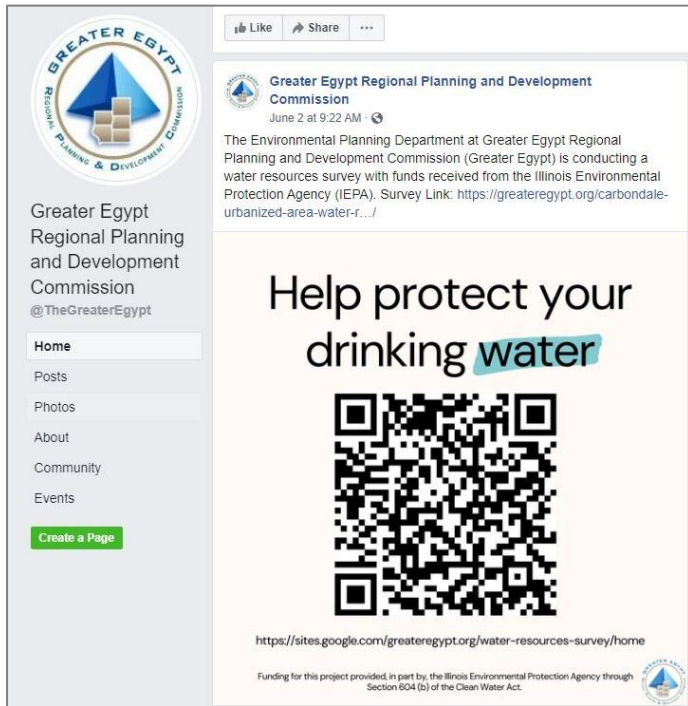 GREATER EGYPT
REGIONAL PLANNING & DEVELOPMENT COMMISSION
Greater Egypt
Regional Planning
and Development
Commission
@TheGreaterEgypt
Home
Posts
Photos
About
Community
Events
Create a Page
Like Share ...
Greater Egypt Regional Planning and Development
Commission
June 2 at 9:22 AM ·
The Environmental Planning Department at Greater Egypt Regional
Planning and Development Commission (Greater Egypt) is conducting a
water resources survey with funds received from the Illinois Environmental
Protection Agency (IEPA). Survey Link: https://greateregypt.org/carbondale-
urbanized-area-water-r…/
Help protect your
drinking water
https://sites.google.com/greateregypt.org/water-resources-survey/home
Funding for this project provided, in part, by the Illinois Environmental Protection Agency through
Section 604 (b) of the Clean Water Act.